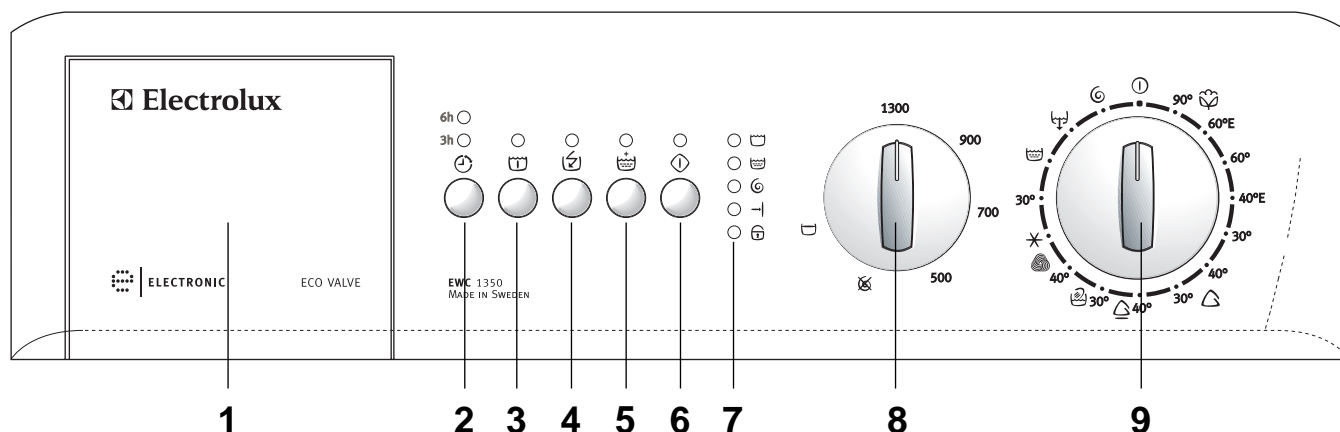 Electrolux
ELECTRONIC
ECO VALVE
6h
3h
EWC 1350
MADE IN SWEDEN
1300
900
700
500
90°
60°E
60°
40°E
30°
40°
30°
40°
30°
40°
30°
1
2
3
4
5
6
7
8
9